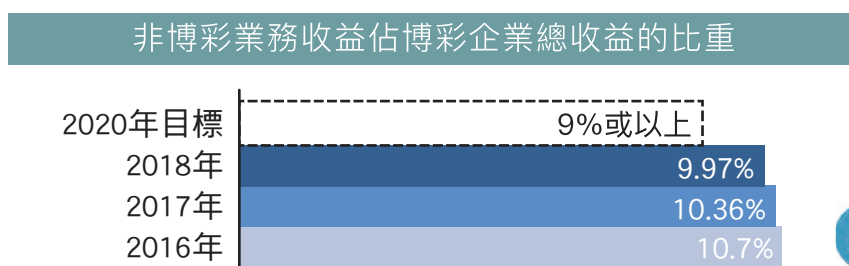 非博彩業務收益佔博彩企業總收益的比重
2020年目標 9%或以上
2018年 9.97%
2017年 10.36%
2016年 10.7%